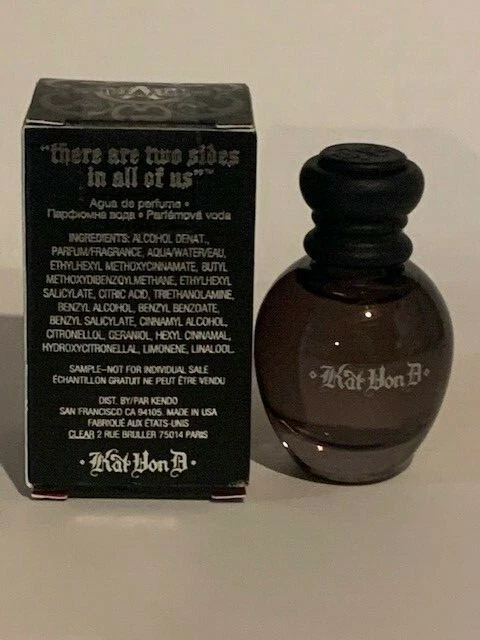 "there are two sides
in all of us"™
Agua de perfume •
Парфюмна вода • Parfémová voda
INGREDIENTS: ALCOHOL DENAT.,
PARFUM/FRAGRANCE, AQUA/WATER/EAU,
ETHYLHEXYL METHOXYCINNAMATE, BUTYL
METHOXYDIBENZOYLMETHANE, ETHYLHEXYL
SALICYLATE, CITRIC ACID, TRIETHANOLAMINE,
BENZYL ALCOHOL, BENZYL BENZOATE,
BENZYL SALICYLATE, CINNAMYL ALCOHOL,
CITRONELLOL, GERANIOL, HEXYL CINNAMAL,
HYDROXYCITRONELLAL, LIMONENE, LINALOOL.
SAMPLE–NOT FOR INDIVIDUAL SALE
ÉCHANTILLON GRATUIT NE PEUT ÊTRE VENDU
DIST. BY/PAR KENDO
SAN FRANCISCO CA 94105. MADE IN USA
FABRIQUÉ AUX ÉTATS-UNIS
CLEAR 2 RUE BRULLER 75014 PARIS
• Kat Von D •
• Kat Von D •